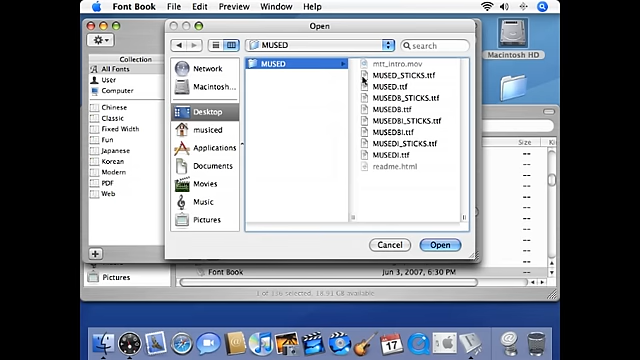 Font Book File Edit Preview Window Help
Open
MUSED
search
Macintosh HD
Collection
All Fonts
User
Computer
Chinese
Classic
Fixed Width
Fun
Japanese
Korean
Modern
PDF
Web
Network
Macintosh...
Desktop
musiced
Applications
Documents
Movies
Music
Pictures
MUSED
mtt_intro.mov
MUSED_STICKS.ttf
MUSED.ttf
MUSEDB_STICKS.ttf
MUSEDB.ttf
MUSEDBI_STICKS.ttf
MUSEDBI.ttf
MUSEDI_STICKS.ttf
MUSEDI.ttf
readme.html
Size
--
--
--
--
--
--
--
--
--
Cancel Open
Pictures
Font Book Jun 3, 2007, 6:30 PM
1 of 116 selected, 18.91 GB available
17